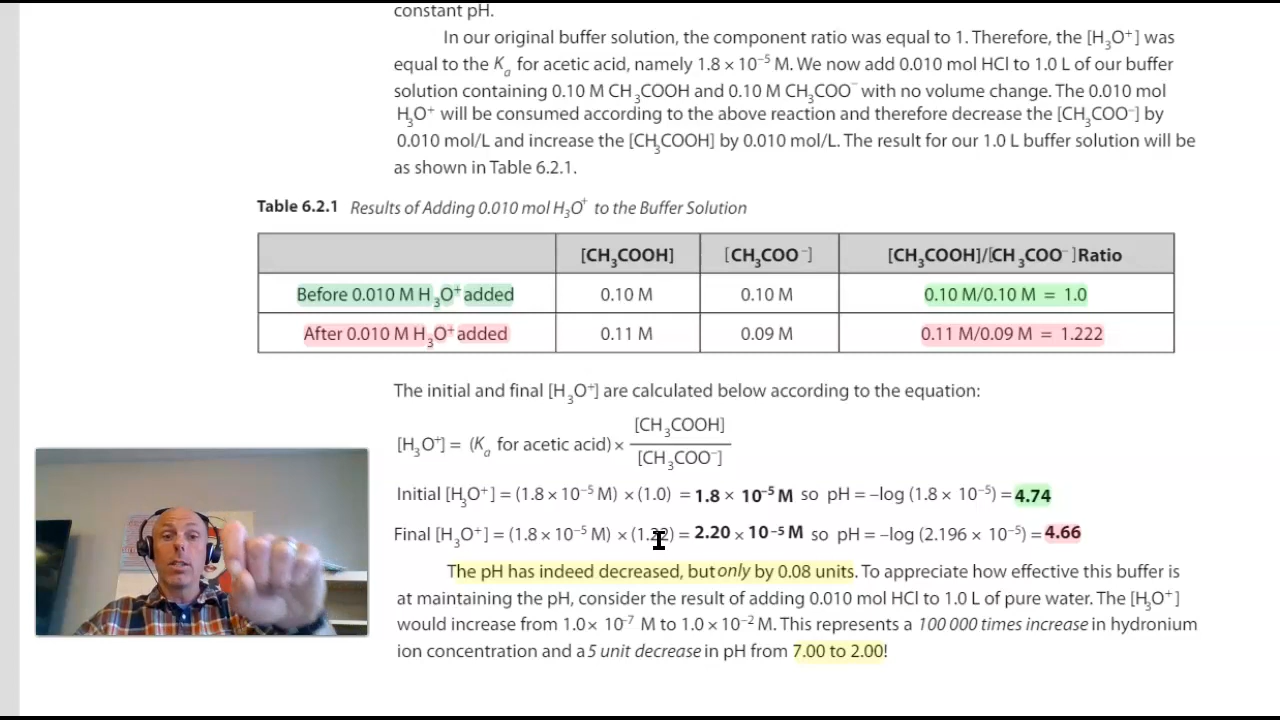 constant pH.
In our original buffer solution, the component ratio was equal to 1. Therefore, the [H₃O⁺] was
equal to the Kₐ for acetic acid, namely 1.8 × 10⁻⁵ M. We now add 0.010 mol HCl to 1.0 L of our buffer
solution containing 0.10 M CH₃COOH and 0.10 M CH₃COO⁻ with no volume change. The 0.010 mol
H₃O⁺ will be consumed according to the above reaction and therefore decrease the [CH₃COO⁻] by
0.010 mol/L and increase the [CH₃COOH] by 0.010 mol/L. The result for our 1.0 L buffer solution will be
as shown in Table 6.2.1.
Table 6.2.1 Results of Adding 0.010 mol H₃O⁺ to the Buffer Solution
[CH₃COOH] [CH₃COO⁻] [CH₃COOH]/[CH₃COO⁻] Ratio
Before 0.010 M H₃O⁺ added 0.10 M 0.10 M 0.10 M/0.10 M = 1.0
After 0.010 M H₃O⁺ added 0.11 M 0.09 M 0.11 M/0.09 M = 1.222
The initial and final [H₃O⁺] are calculated below according to the equation:
[H₃O⁺] = (Kₐ for acetic acid) × [CH₃COOH]
[CH₃COO⁻]
Initial [H₃O⁺] = (1.8 × 10⁻⁵ M) × (1.0) = 1.8 × 10⁻⁵ M so pH = –log (1.8 × 10⁻⁵) = 4.74
Final [H₃O⁺] = (1.8 × 10⁻⁵ M) × (1.22) = 2.20 × 10⁻⁵ M so pH = –log (2.196 × 10⁻⁵) = 4.66
The pH has indeed decreased, but only by 0.08 units. To appreciate how effective this buffer is
at maintaining the pH, consider the result of adding 0.010 mol HCl to 1.0 L of pure water. The [H₃O⁺]
would increase from 1.0 × 10⁻⁷ M to 1.0 × 10⁻² M. This represents a 100 000 times increase in hydronium
ion concentration and a 5 unit decrease in pH from 7.00 to 2.00!